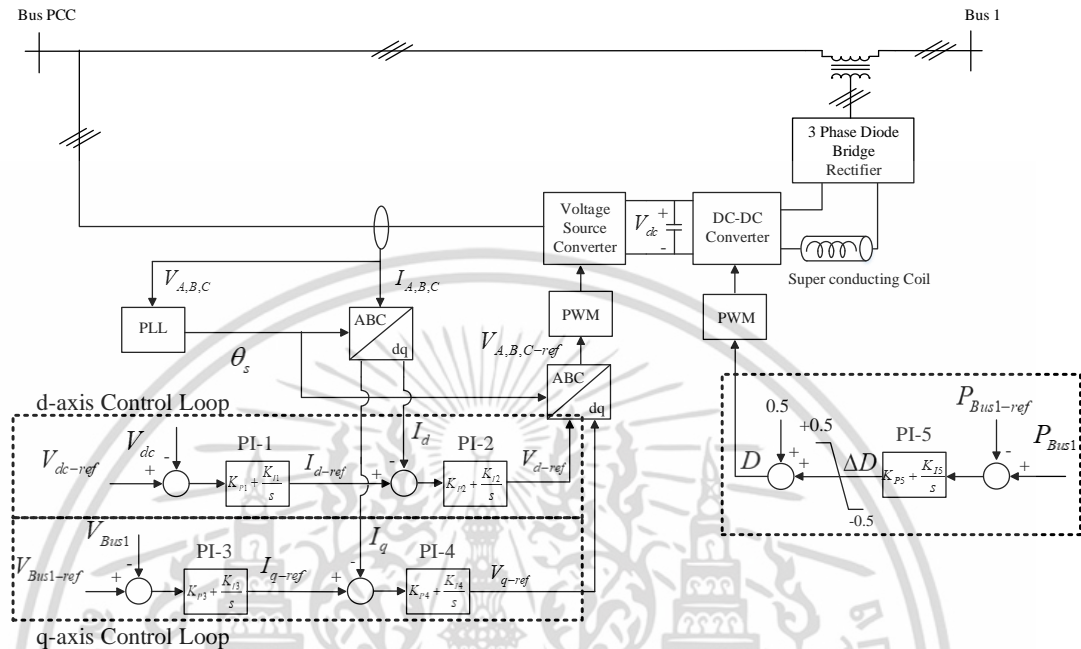 Bus PCC
Bus 1
3 Phase Diode
Bridge
Rectifier
Voltage
Source
Converter
V_dc
+
-
DC-DC
Converter
Super conducting Coil
V_A,B,C
I_A,B,C
PLL
ABC
dq
θ_s
PWM
PWM
V_A,B,C-ref
ABC
dq
d-axis Control Loop
V_dc-ref
+
V_dc
-
PI-1
K_P1 + K_I1/s
I_d-ref
+
I_d
-
PI-2
K_P2 + K_I2/s
V_d-ref
V_Bus1-ref
+
V_Bus1
-
PI-3
K_P3 + K_I3/s
I_q-ref
+
I_q
-
PI-4
K_P4 + K_I4/s
V_q-ref
q-axis Control Loop
0.5
D
+
+
+0.5
-0.5
ΔD
PI-5
K_P5 + K_I5/s
P_Bus1-ref
-
P_Bus1
+